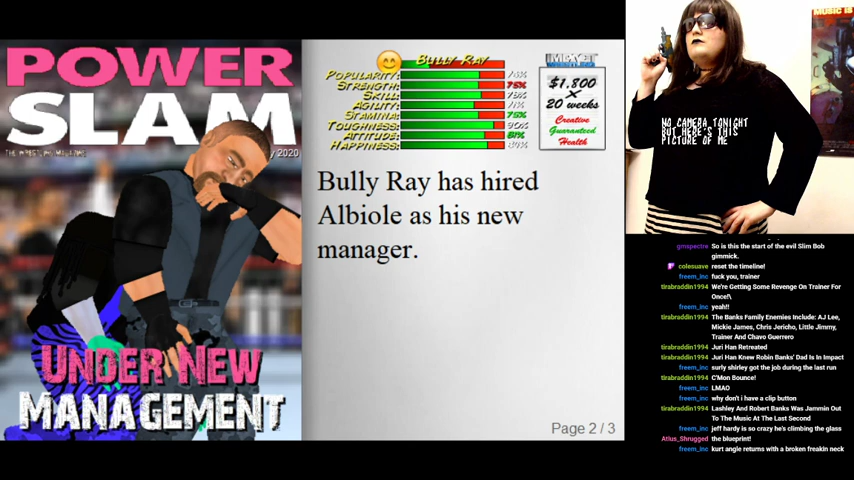 POWER
SLAM
THE WRESTLING MAGAZINE
2020
UNDER NEW
MANAGEMENT
BULLY RAY
POPULARITY: 74%
STRENGTH: 75%
SKILL: 75%
AGILITY: 71%
STAMINA: 75%
TOUGHNESS: 90%
ATTITUDE: 81%
HAPPINESS:
IMPACT
WRESTLING
$1,800
X
20 weeks
Creative
Guaranteed
Health
Bully Ray has hired
Albiole as his new
manager.
Page 2 / 3
MUSIC IS
NO CAMERA TONIGHT
BUT HERE'S THIS
PICTURE OF ME
gmspectre So is this the start of the evil Slim Bob
gimmick.
colesuave reset the timeline!
freem_inc fuck you, trainer
tirabraddin1994 We're Getting Some Revenge On Trainer For
Once!\
freem_inc yeah!!
tirabraddin1994 The Banks Family Enemies Include: AJ Lee,
Mickie James, Chris Jericho, Little Jimmy,
Trainer And Chavo Guerrero
tirabraddin1994 Juri Han Retreated
tirabraddin1994 Juri Han Knew Robin Banks' Dad Is In Impact
freem_inc surly shirley got the job during the last run
tirabraddin1994 C'Mon Bounce!
freem_inc LMAO
freem_inc why don't i have a clip button
tirabraddin1994 Lashley And Robert Banks Was Jammin Out
To The Music At The Last Second
freem_inc jeff hardy is so crazy he's climbing the glass
Atlus_Shrugged the blueprint!
freem_inc kurt angle returns with a broken freakin neck